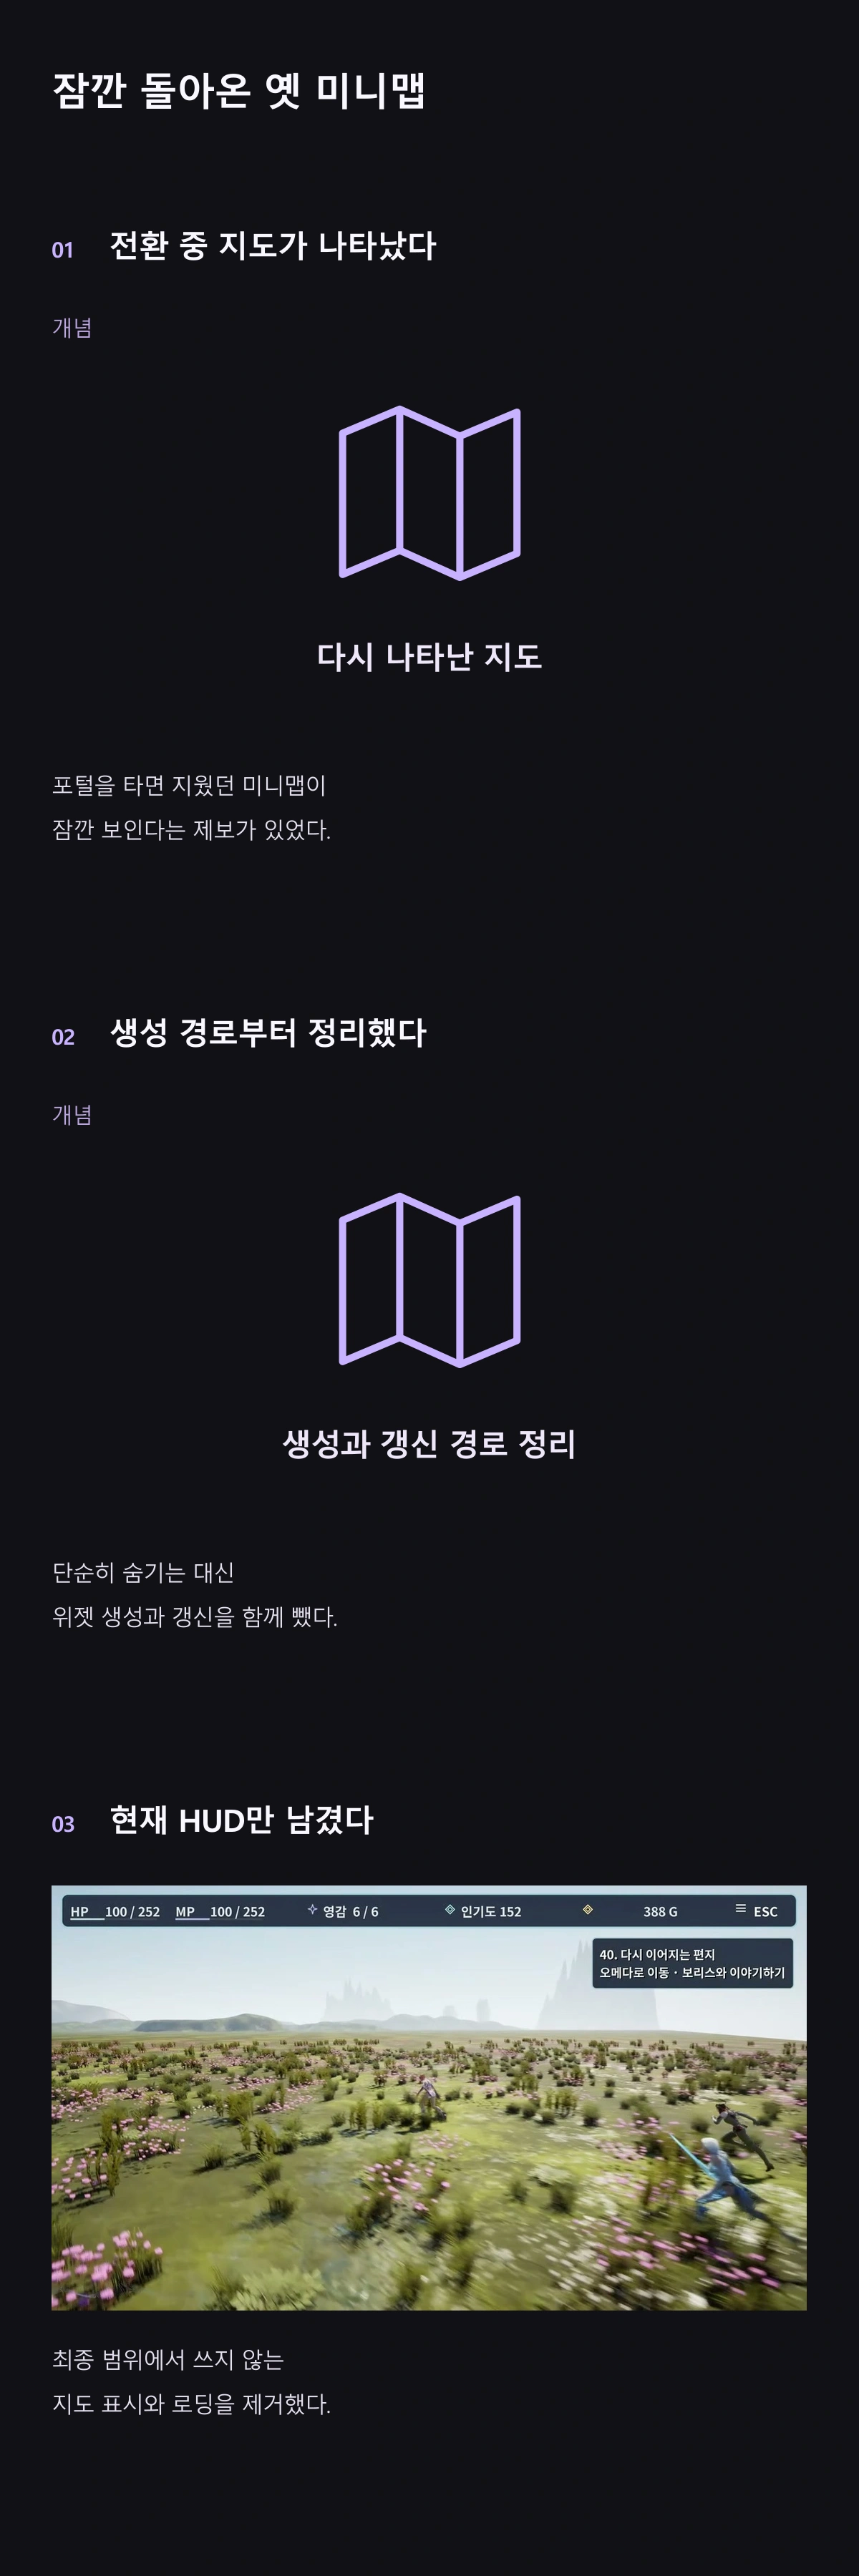 잠깐 돌아온 옛 미니맵
01 전환 중 지도가 나타났다
개념
다시 나타난 지도
포털을 타면 지웠던 미니맵이
잠깐 보인다는 제보가 있었다.
02 생성 경로부터 정리했다
개념
생성과 갱신 경로 정리
단순히 숨기는 대신
위젯 생성과 갱신을 함께 뺐다.
03 현재 HUD만 남겼다
HP 100 / 252 MP 100 / 252 영감 6 / 6 인기도 152 388 G ESC
40. 다시 이어지는 편지
오메다로 이동 · 보리스와 이야기하기
최종 범위에서 쓰지 않는
지도 표시와 로딩을 제거했다.